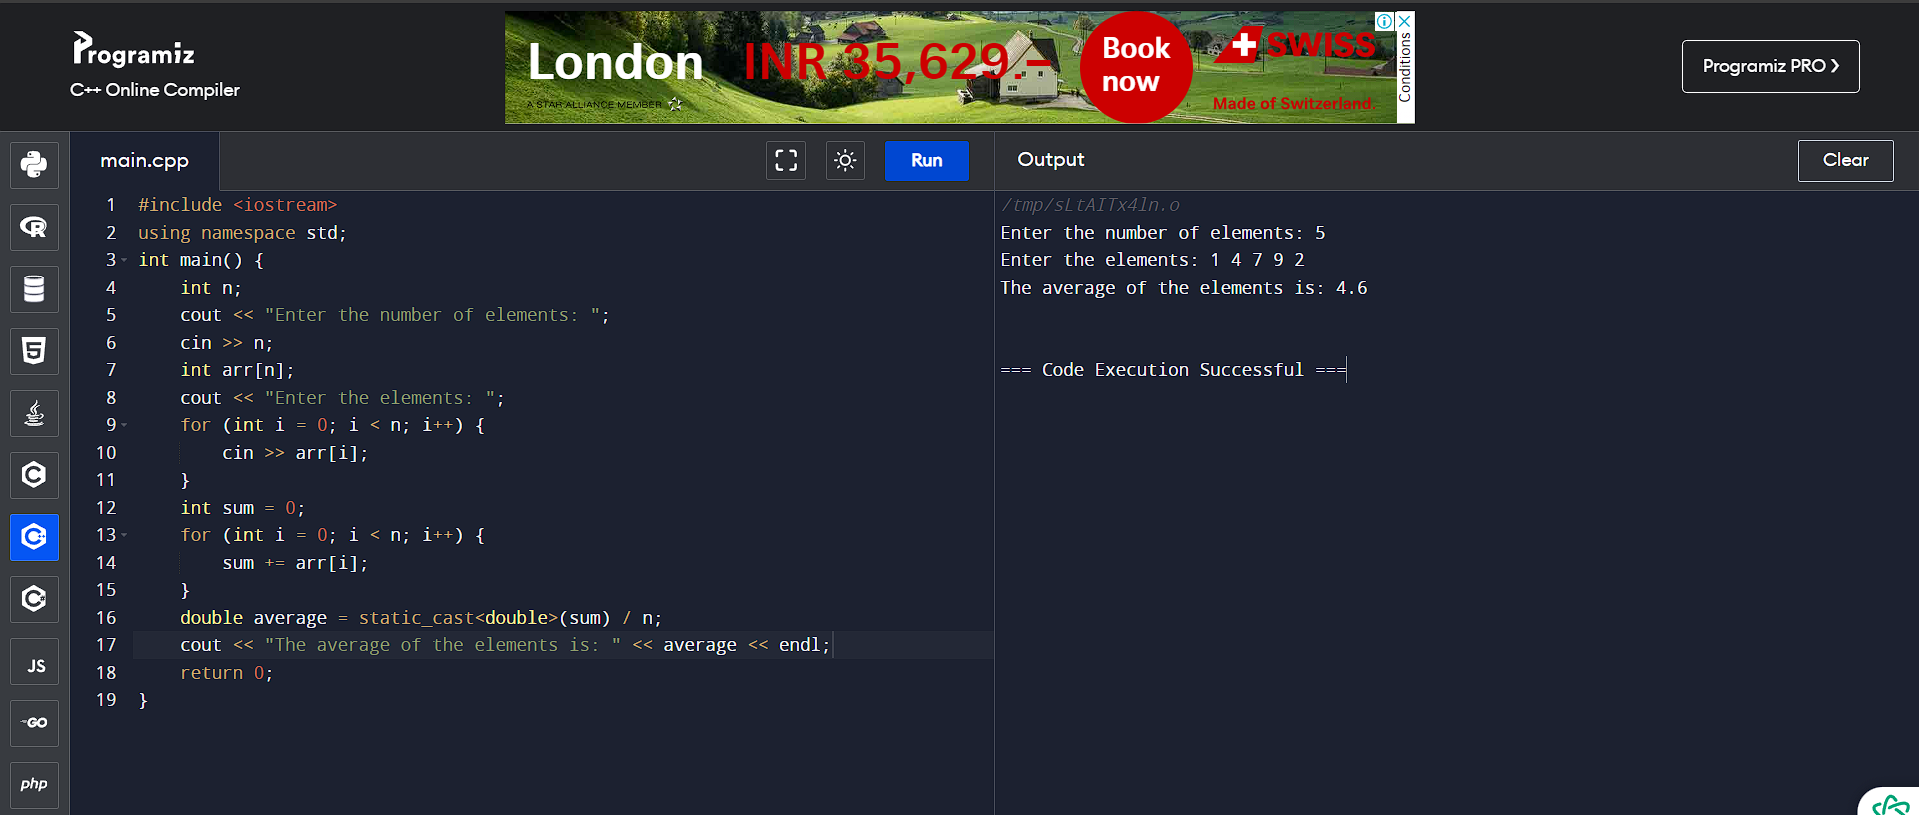 Programiz
C++ Online Compiler
London
INR 35,629.–
A STAR ALLIANCE MEMBER
Book
now
SWISS
Made of Switzerland.
Conditions
Programiz PRO ❯
main.cpp
Run
Output
Clear
1 #include <iostream>
2 using namespace std;
3 int main() {
4     int n;
5     cout << "Enter the number of elements: ";
6     cin >> n;
7     int arr[n];
8     cout << "Enter the elements: ";
9     for (int i = 0; i < n; i++) {
10         cin >> arr[i];
11     }
12     int sum = 0;
13     for (int i = 0; i < n; i++) {
14         sum += arr[i];
15     }
16     double average = static_cast<double>(sum) / n;
17     cout << "The average of the elements is: " << average << endl;
18     return 0;
19 }
/tmp/sLtAITx4ln.o
Enter the number of elements: 5
Enter the elements: 1 4 7 9 2
The average of the elements is: 4.6
=== Code Execution Successful ===
R
5
C
C++
C#
JS
GO
php